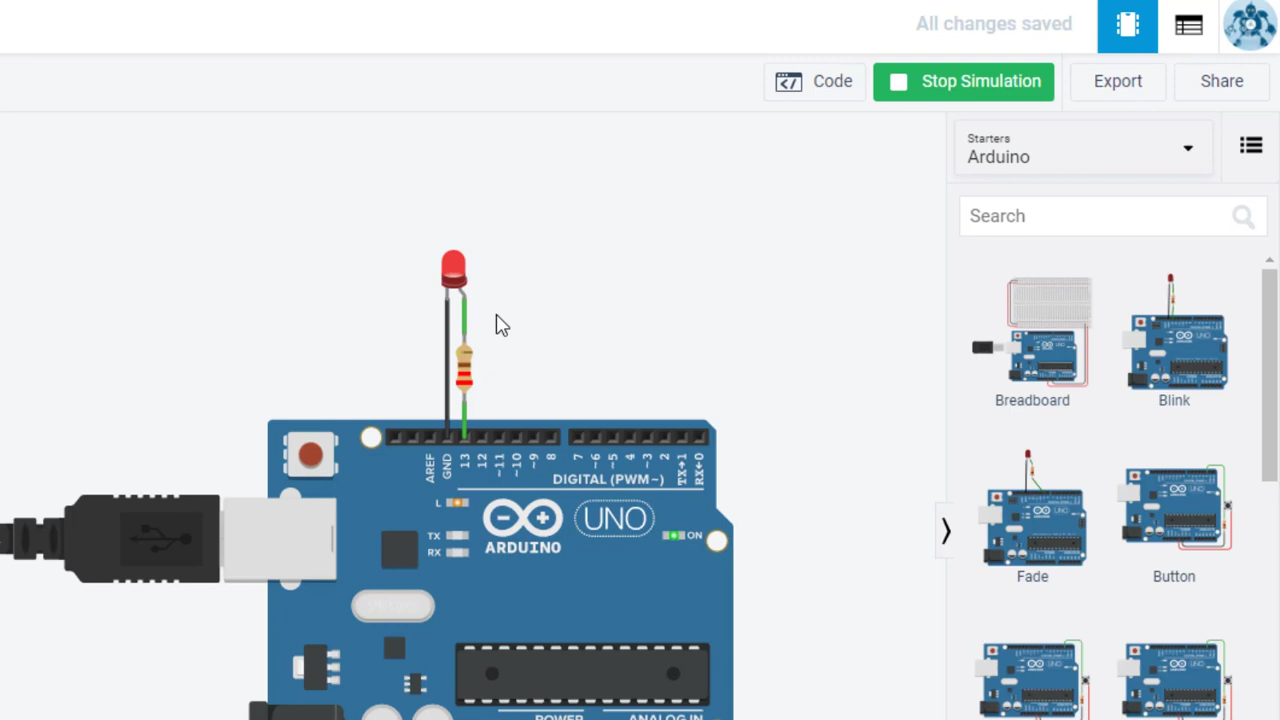 All changes saved
Code
Stop Simulation
Export
Share
Starters
Arduino
Search
Breadboard
Blink
Fade
Button
AREF
GND
13
12
~11
~10
~9
8
7
~6
~5
4
~3
2
TX→1
RX←0
DIGITAL (PWM~)
L
TX
RX
UNO
ARDUINO
ON
POWER
ANALOG IN